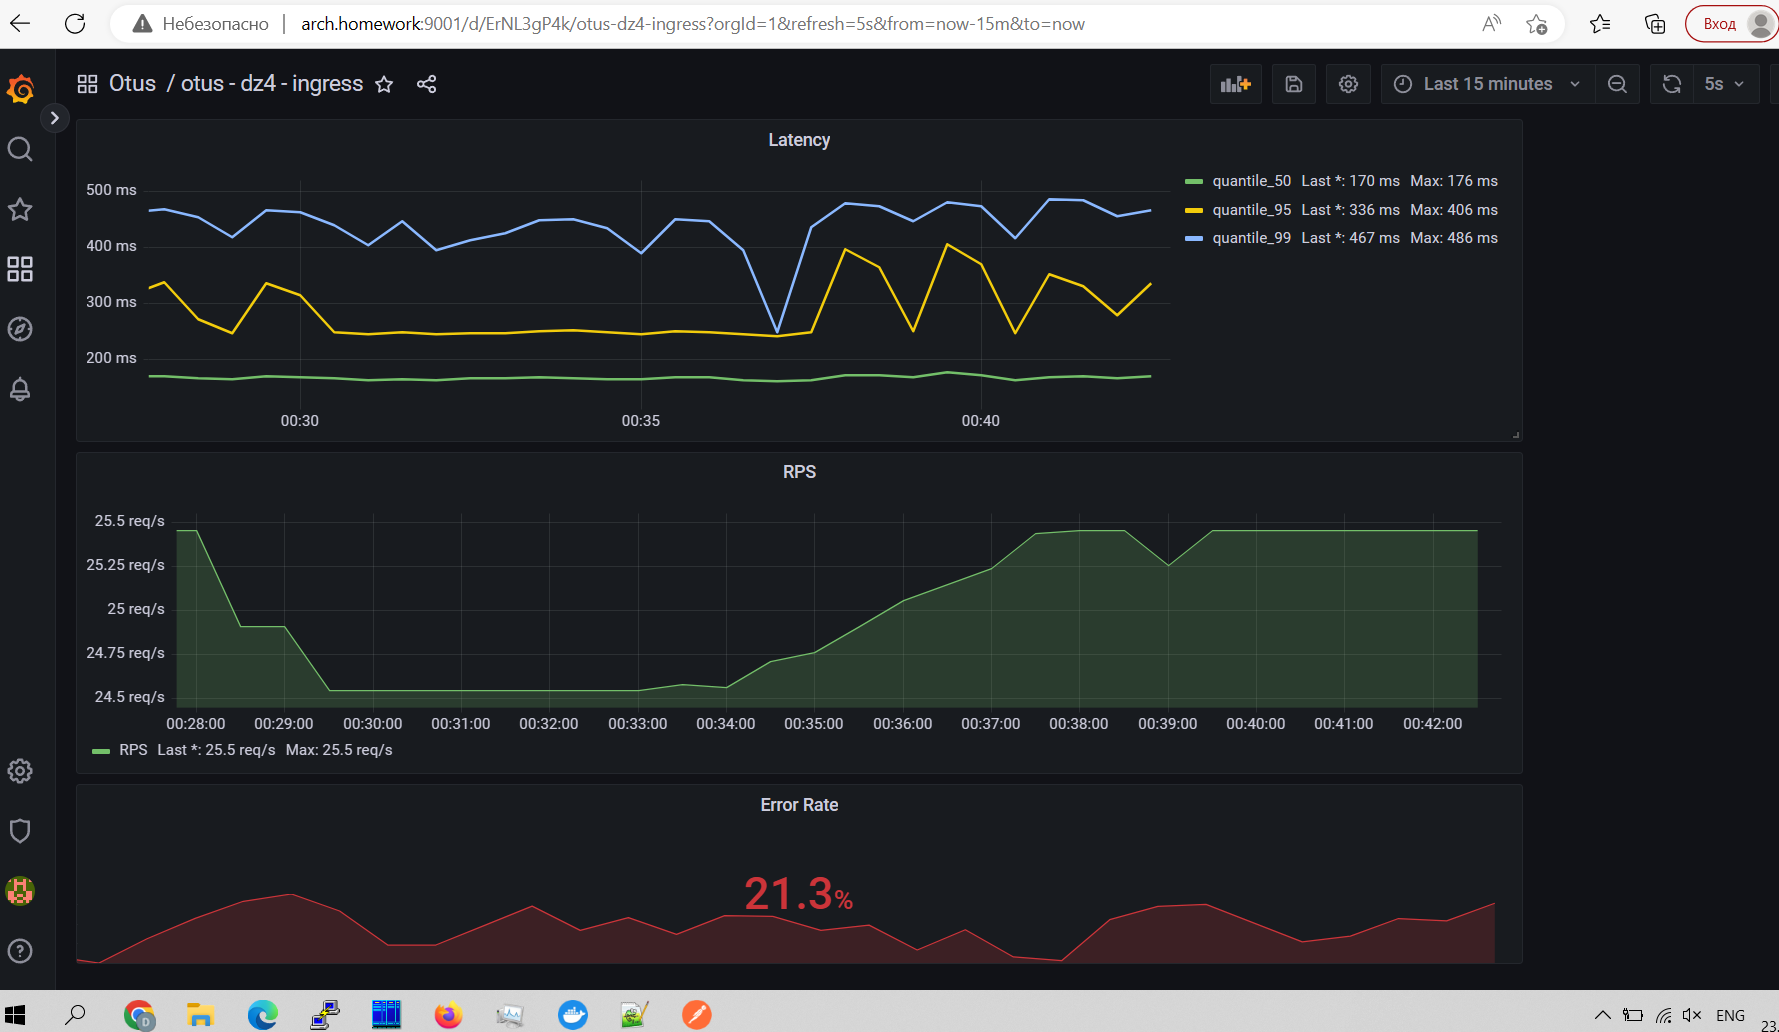 Небезопасно | arch.homework:9001/d/ErNL3gP4k/otus-dz4-ingress?orgId=1&refresh=5s&from=now-15m&to=now
Вход
Otus / otus - dz4 - ingress
Last 15 minutes
5s
Latency
500 ms
400 ms
300 ms
200 ms
00:30 00:35 00:40
quantile_50 Last *: 170 ms Max: 176 ms
quantile_95 Last *: 336 ms Max: 406 ms
quantile_99 Last *: 467 ms Max: 486 ms
RPS
25.5 req/s
25.25 req/s
25 req/s
24.75 req/s
24.5 req/s
00:28:00 00:29:00 00:30:00 00:31:00 00:32:00 00:33:00 00:34:00 00:35:00 00:36:00 00:37:00 00:38:00 00:39:00 00:40:00 00:41:00 00:42:00
RPS Last *: 25.5 req/s Max: 25.5 req/s
Error Rate
21.3%
D
ENG
23.